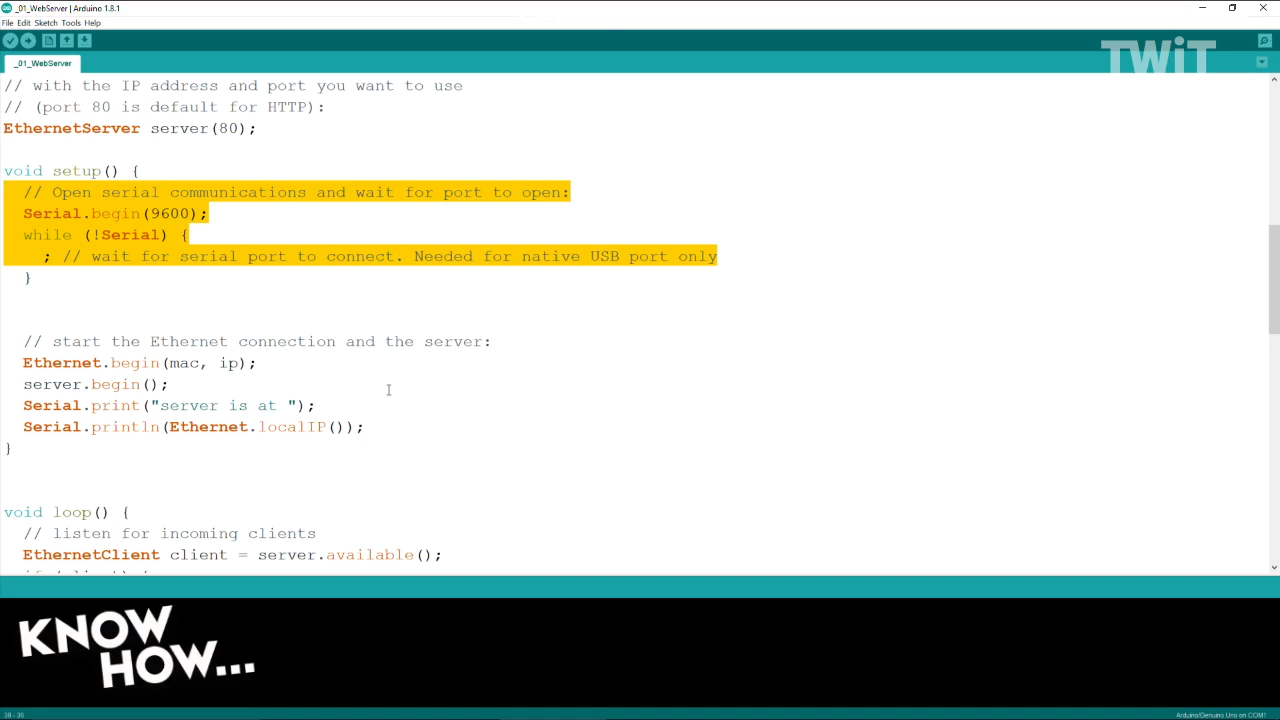 _01_WebServer | Arduino 1.8.1
File Edit Sketch Tools Help
TWiT
_01_WebServer
// with the IP address and port you want to use
// (port 80 is default for HTTP):
EthernetServer server(80);
void setup() {
// Open serial communications and wait for port to open:
Serial.begin(9600);
while (!Serial) {
; // wait for serial port to connect. Needed for native USB port only
}
// start the Ethernet connection and the server:
Ethernet.begin(mac, ip);
server.begin();
Serial.print("server is at ");
Serial.println(Ethernet.localIP());
}
void loop() {
// listen for incoming clients
EthernetClient client = server.available();
if (client) {
KNOW
HOW...
Arduino/Genuino Uno on COM!